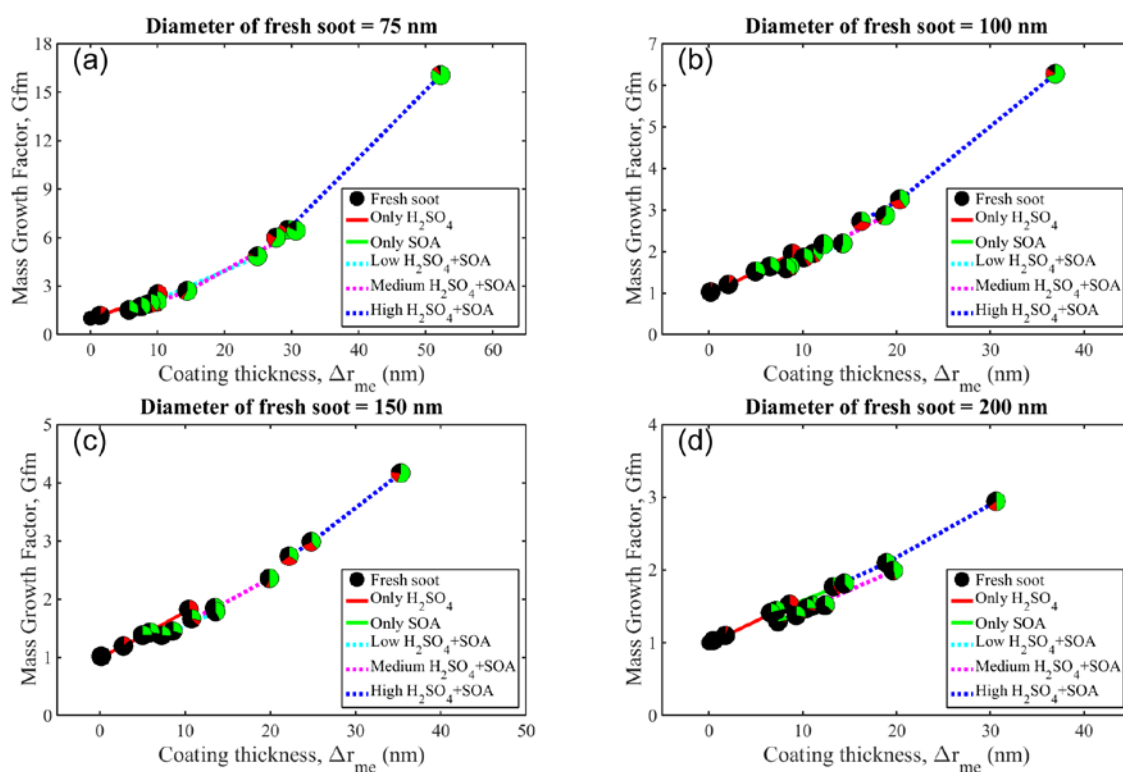 Diameter of fresh soot = 75 nm
(a)
Mass Growth Factor, Gfm
18
15
12
9
6
3
0
0 10 20 30 40 50 60
Coating thickness, Δr_me (nm)
Fresh soot
Only H₂SO₄
Only SOA
Low H₂SO₄+SOA
Medium H₂SO₄+SOA
High H₂SO₄+SOA
Diameter of fresh soot = 100 nm
(b)
Mass Growth Factor, Gfm
7
6
5
4
3
2
1
0
0 10 20 30 40
Coating thickness, Δr_me (nm)
Fresh soot
Only H₂SO₄
Only SOA
Low H₂SO₄+SOA
Medium H₂SO₄+SOA
High H₂SO₄+SOA
Diameter of fresh soot = 150 nm
(c)
Mass Growth Factor, Gfm
5
4
3
2
1
0
0 10 20 30 40 50
Coating thickness, Δr_me (nm)
Fresh soot
Only H₂SO₄
Only SOA
Low H₂SO₄+SOA
Medium H₂SO₄+SOA
High H₂SO₄+SOA
Diameter of fresh soot = 200 nm
(d)
Mass Growth Factor, Gfm
4
3
2
1
0
0 10 20 30 40
Coating thickness, Δr_me (nm)
Fresh soot
Only H₂SO₄
Only SOA
Low H₂SO₄+SOA
Medium H₂SO₄+SOA
High H₂SO₄+SOA